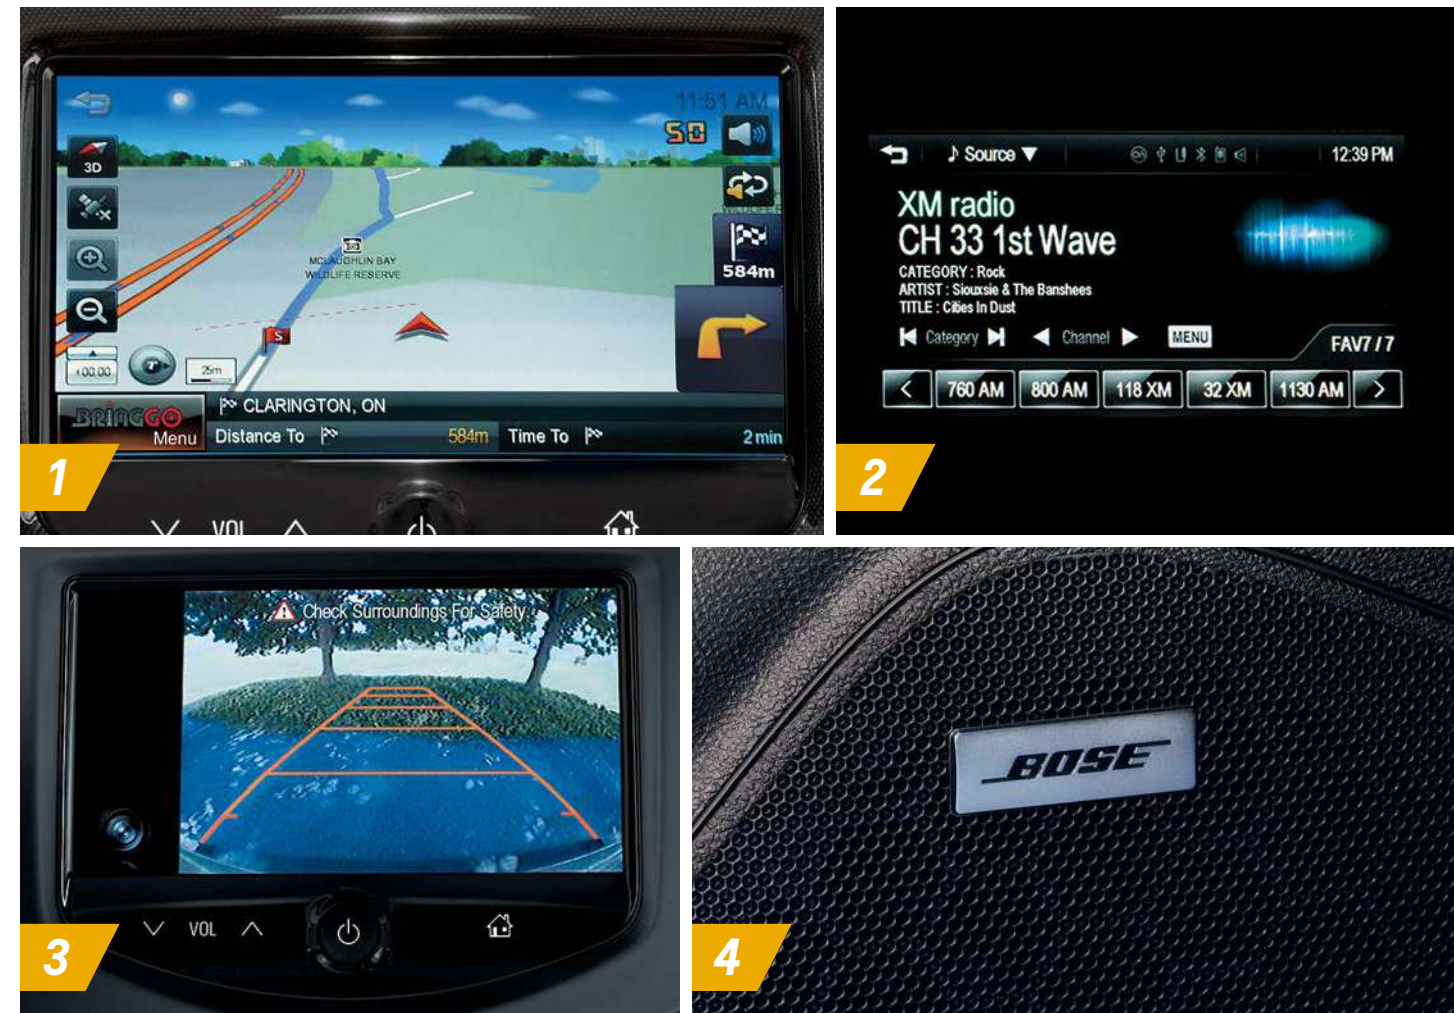 11:51 AM
50
3D
MCLAUGHLIN BAY
WILDLIFE RESERVE
584m
S
+00.00
25m
BRINGGO
Menu
CLARINGTON, ON
Distance To 584m Time To 2 min
VOL
1
Source 12:39 PM
XM radio
CH 33 1st Wave
CATEGORY : Rock
ARTIST : Siouxsie & The Banshees
TITLE : Cities In Dust
Category Channel MENU FAV7 / 7
760 AM 800 AM 118 XM 32 XM 1130 AM
2
Check Surroundings For Safety
VOL
3
BOSE
4